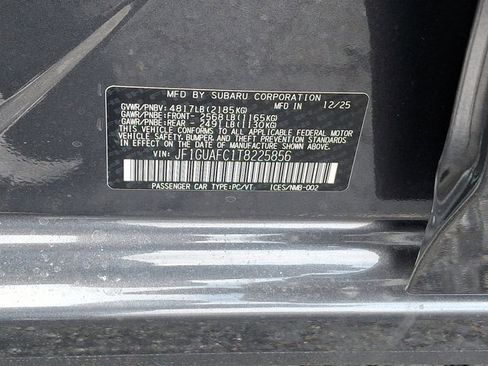 MFD BY SUBARU CORPORATION
GVWR/PNBV: 4817LB(2185KG) MFD IN 12/25
GAWR/PNBE:FRONT- 2568LB(1165KG)
GAWR/PNBE:REAR - 2491LB(1130KG)
THIS VEHICLE CONFORMS TO ALL APPLICABLE FEDERAL MOTOR
VEHICLE SAFETY, BUMPER, AND THEFT PREVENTION STANDARDS
IN EFFECT ON THE DATE OF MANUFACTURE SHOWN ABOVE.
VIN: JF1GUAFC1T8225856
PASSENGER CAR TYPE:PC/VT ICES/NMB-002